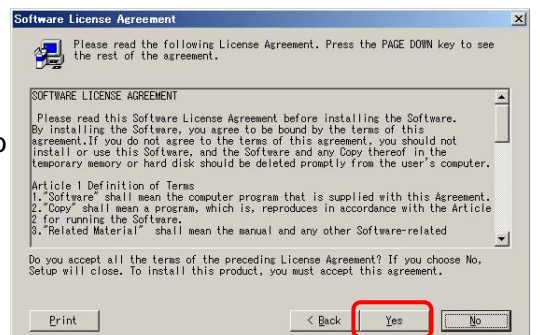 Software License Agreement
Please read the following License Agreement. Press the PAGE DOWN key to see
the rest of the agreement.
SOFTWARE LICENSE AGREEMENT
Please read this Software License Agreement before installing the Software.
By installing the Software, you agree to be bound by the terms of this
agreement.If you do not agree to the terms of this agreement, you should not
install or use this Software, and the Software and any Copy thereof in the
temporary memory or hard disk should be deleted promptly from the user's computer.
Article 1 Definition of Terms
1."Software" shall mean the computer program that is supplied with this Agreement.
2."Copy" shall mean a program, which is, reproduces in accordance with the Article
2 for running the Software.
3."Related Material" shall mean the manual and any other Software-related
Do you accept all the terms of the preceding License Agreement? If you choose No,
Setup will close. To install this product, you must accept this agreement.
Print < Back Yes No